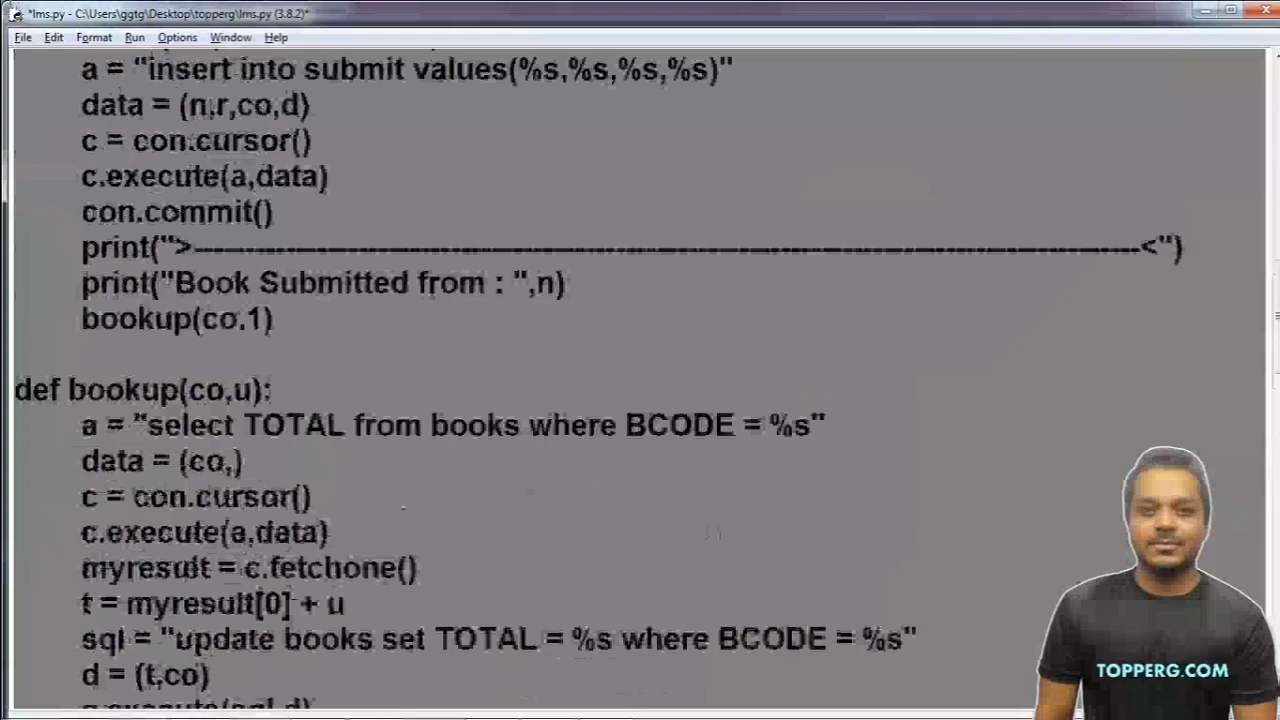 *lms.py - C:\Users\ggtg\Desktop\topperg\lms.py (3.8.2)*
File Edit Format Run Options Window Help
a = "insert into submit values(%s,%s,%s,%s)"
data = (n,r,co,d)
c = con.cursor()
c.execute(a,data)
con.commit()
print(">--------------------------------------------------------------------------------------------------------------<")
print("Book Submitted from : ",n)
bookup(co,1)
def bookup(co,u):
a = "select TOTAL from books where BCODE = %s"
data = (co,)
c = con.cursor()
c.execute(a,data)
myresult = c.fetchone()
t = myresult[0] + u
sql = "update books set TOTAL = %s where BCODE = %s"
d = (t,co)
c.execute(sql,d)
TOPPERG.COM